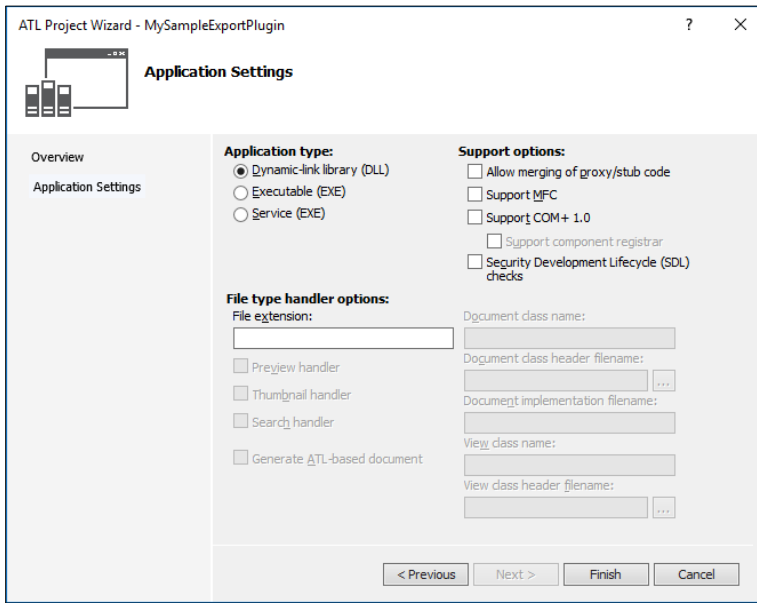 ATL Project Wizard - MySampleExportPlugin
?
Application Settings
Overview
Application Settings
Application type:
Dynamic-link library (DLL)
Executable (EXE)
Service (EXE)
Support options:
Allow merging of proxy/stub code
Support MFC
Support COM+ 1.0
Support component registrar
Security Development Lifecycle (SDL)
checks
File type handler options:
File extension:
Preview handler
Thumbnail handler
Search handler
Generate ATL-based document
Document class name:
Document class header filename:
...
Document implementation filename:
View class name:
View class header filename:
...
< Previous
Next >
Finish
Cancel